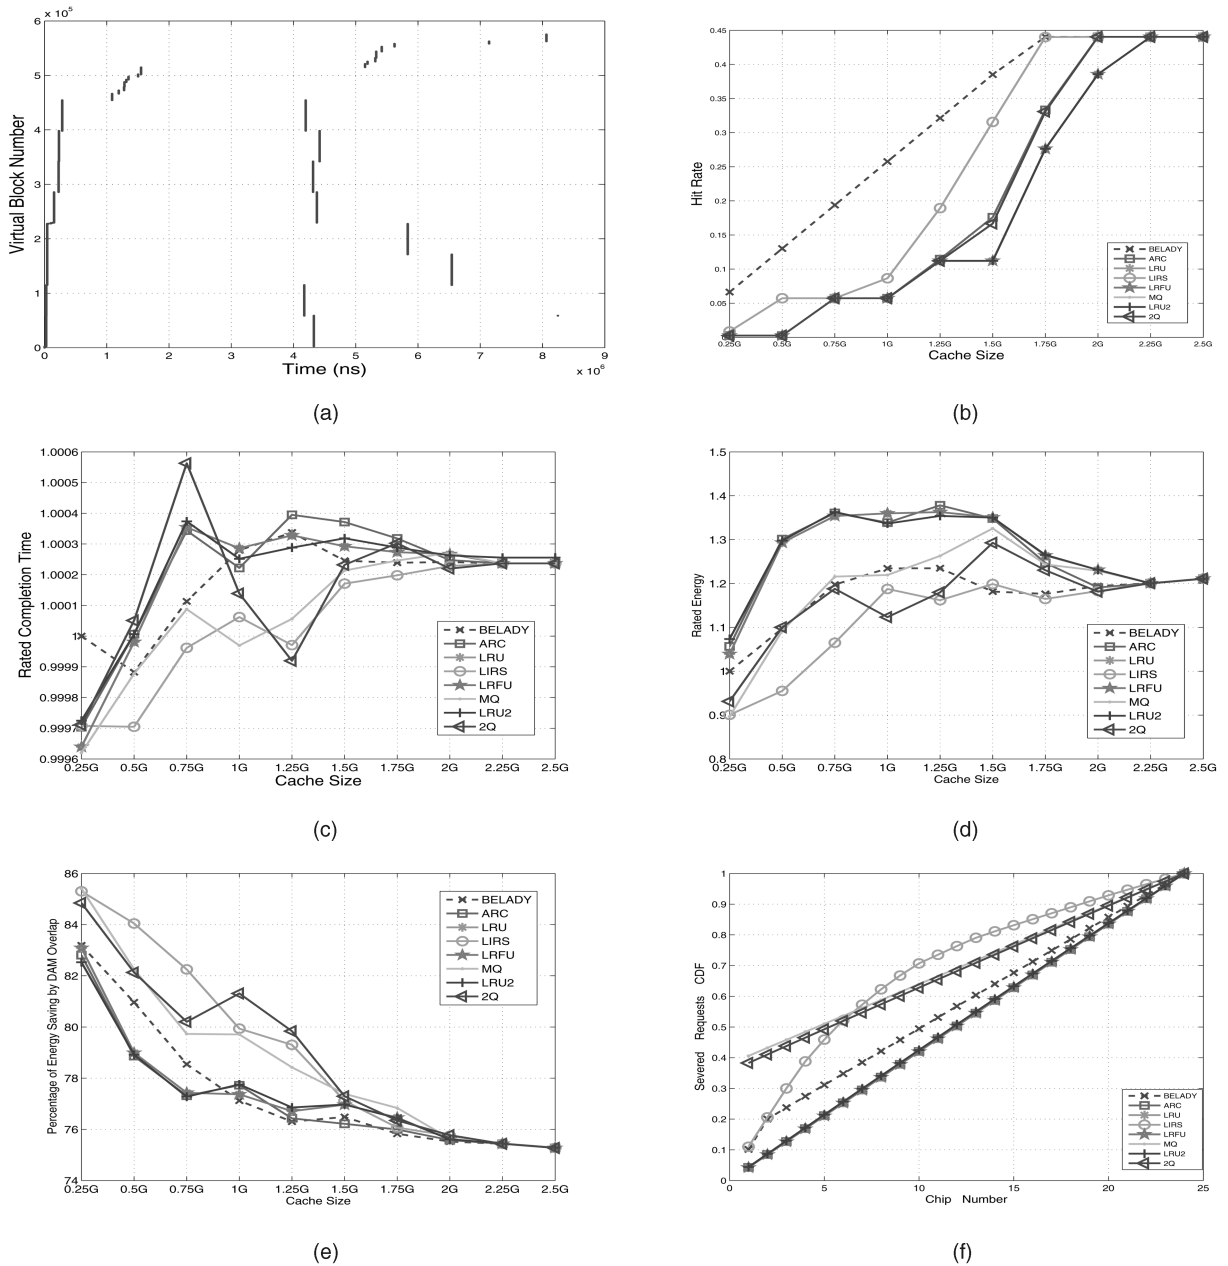 × 10⁵
6
5
4
3
2
1
0
Virtual Block Number
0 1 2 3 4 5 6 7 8 9
Time (ns)
× 10⁶
(a)
0.45
0.4
0.35
0.3
0.25
0.2
0.15
0.1
0.05
Hit Rate
0.25G 0.5G 0.75G 1G 1.25G 1.5G 1.75G 2G 2.25G 2.5G
Cache Size
BELADY
ARC
LRU
LIRS
LRFU
MQ
LRU2
2Q
(b)
1.0006
1.0005
1.0004
1.0003
1.0002
1.0001
1
0.9999
0.9998
0.9997
0.9996
Rated Completion Time
0.25G 0.5G 0.75G 1G 1.25G 1.5G 1.75G 2G 2.25G 2.5G
Cache Size
BELADY
ARC
LRU
LIRS
LRFU
MQ
LRU2
2Q
(c)
1.5
1.4
1.3
1.2
1.1
1
0.9
0.8
Rated Energy
0.25G 0.5G 0.75G 1G 1.25G 1.5G 1.75G 2G 2.25G 2.5G
Cache Size
BELADY
ARC
LRU
LIRS
LRFU
MQ
LRU2
2Q
(d)
86
84
82
80
78
76
74
Percentage of Energy Saving by DAM Overlap
0.25G 0.5G 0.75G 1G 1.25G 1.5G 1.75G 2G 2.25G 2.5G
Cache Size
BELADY
ARC
LRU
LIRS
LRFU
MQ
LRU2
2Q
(e)
1
0.9
0.8
0.7
0.6
0.5
0.4
0.3
0.2
0.1
0
Severed Requests CDF
0 5 10 15 20 25
Chip Number
BELADY
ARC
LRU
LIRS
LRFU
MQ
LRU2
2Q
(f)